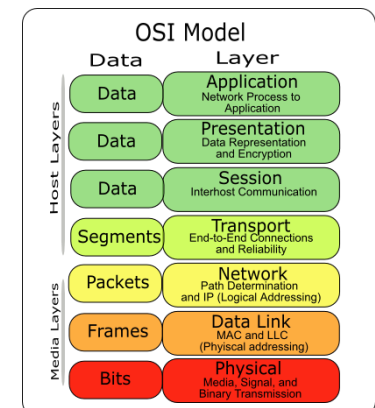 OSI Model
Data Layer
Host Layers
Data
Application
Network Process to
Application
Data
Presentation
Data Representation
and Encryption
Data
Session
Interhost Communication
Segments
Transport
End-to-End Connections
and Reliability
Media Layers
Packets
Network
Path Determination
and IP (Logical Addressing)
Frames
Data Link
MAC and LLC
(Phyiscal addressing)
Bits
Physical
Media, Signal, and
Binary Transmission